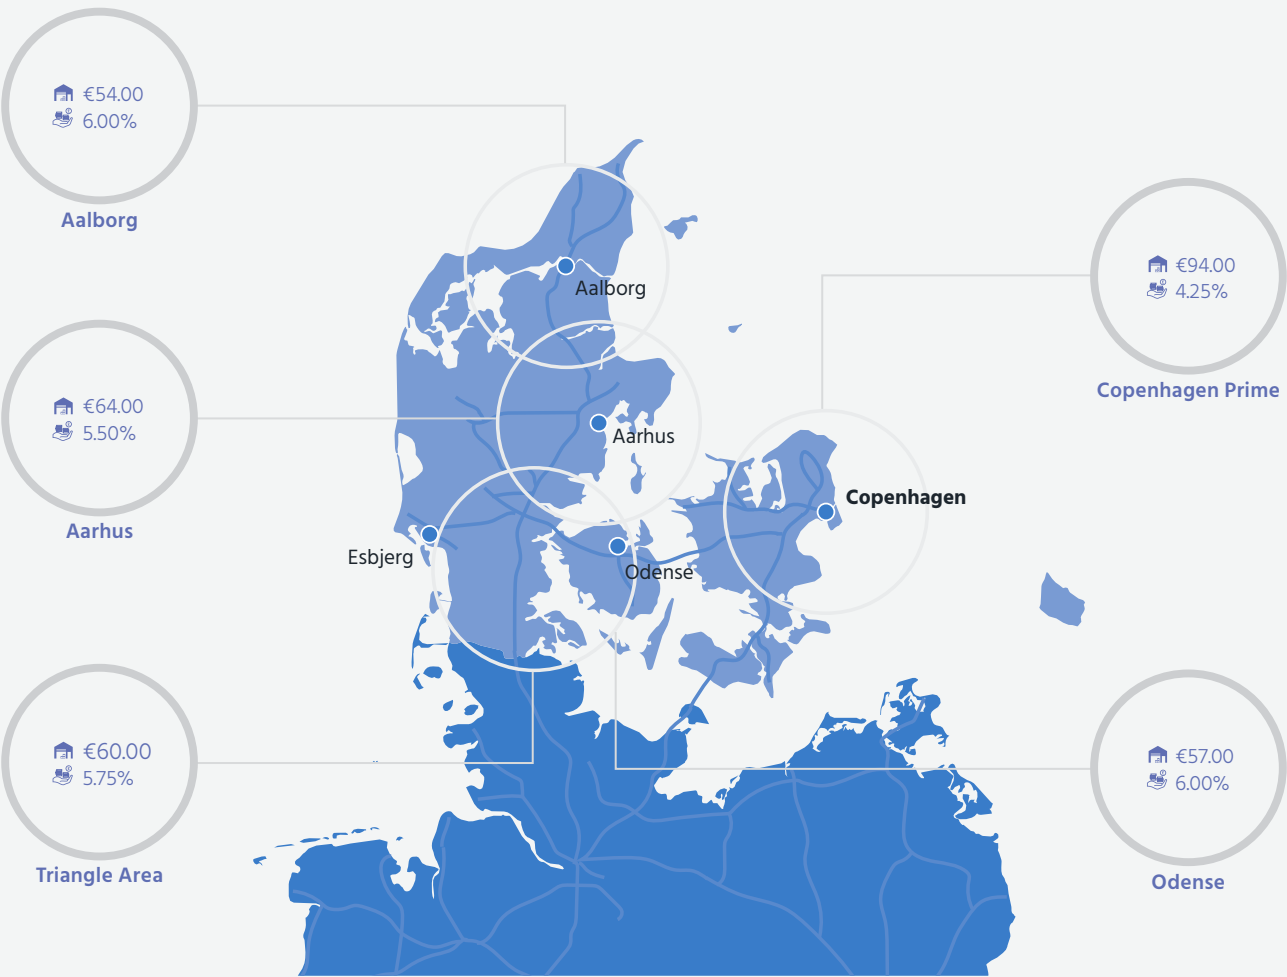 €54.00
6.00%
Aalborg
€64.00
5.50%
Aarhus
€60.00
5.75%
Triangle Area
Aalborg
Aarhus
Esbjerg
Odense
Copenhagen
€94.00
4.25%
Copenhagen Prime
€57.00
6.00%
Odense